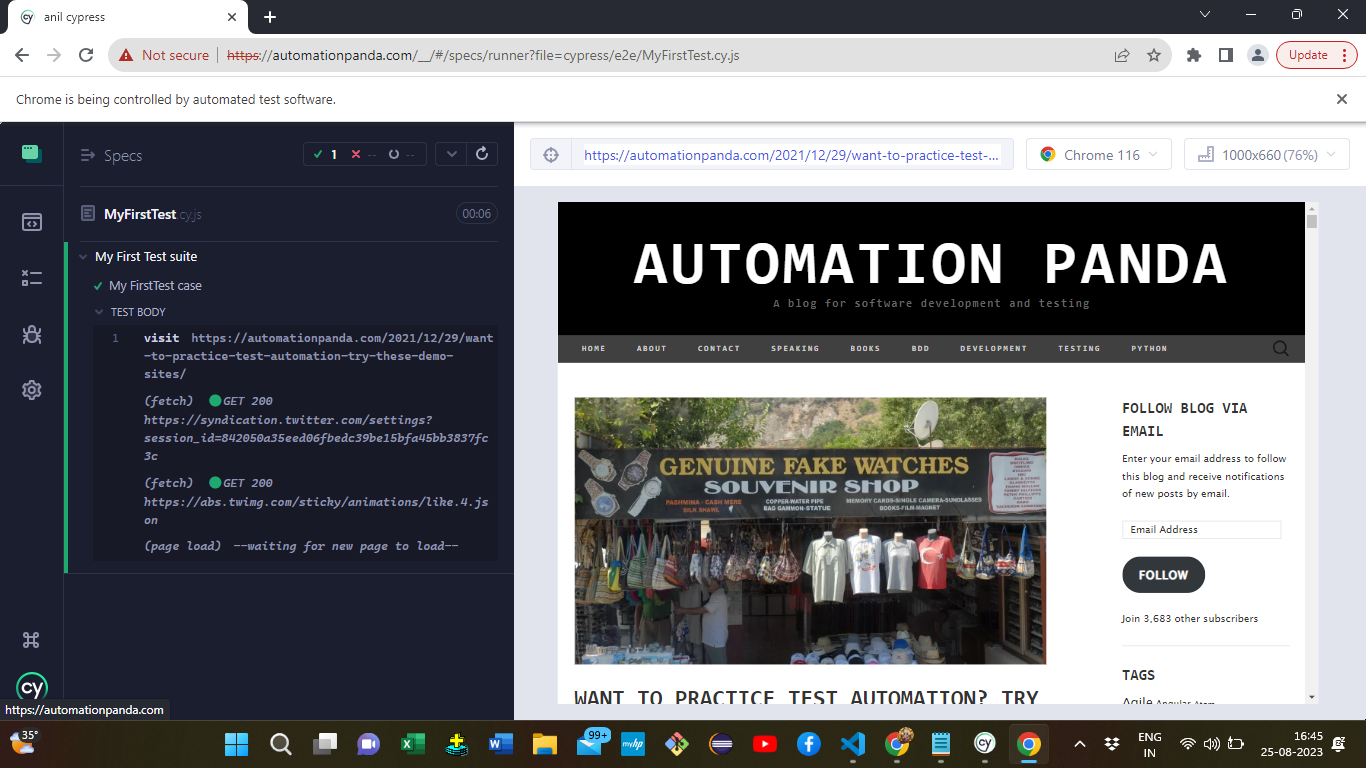 anil cypress
Not secure
https://automationpanda.com/__/#/specs/runner?file=cypress/e2e/MyFirstTest.cy.js
Update
Chrome is being controlled by automated test software.
Specs
1
--
--
MyFirstTest.cy.js
00:06
My First Test suite
My FirstTest case
TEST BODY
1
visit https://automationpanda.com/2021/12/29/want
-to-practice-test-automation-try-these-demo-
sites/
(fetch) GET 200
https://syndication.twitter.com/settings?
session_id=842050a35eed06fbedc39be15bfa45bb3837fc
3c
(fetch) GET 200
https://abs.twimg.com/sticky/animations/like.4.js
on
(page load) --waiting for new page to load--
cy
https://automationpanda.com
https://automationpanda.com/2021/12/29/want-to-practice-test-...
Chrome 116
1000x660 (76%)
AUTOMATION PANDA
A blog for software development and testing
HOME ABOUT CONTACT SPEAKING BOOKS BDD DEVELOPMENT TESTING PYTHON
GENUINE FAKE WATCHES
SOUVENIR SHOP
PASHMINA - CASH MERE
SILK SHAWL
COPPER-WATER PIPE
BAG GAMMON-STATUE
MEMORY CARDS-SINGLE CAMERA-SUNGLASSES
BOOKS-FILM-MAGNET
WANT TO PRACTICE TEST AUTOMATION? TRY
FOLLOW BLOG VIA
EMAIL
Enter your email address to follow
this blog and receive notifications
of new posts by email.
Email Address
FOLLOW
Join 3,683 other subscribers
TAGS
Agile Angular Atom
35°
99+
myhp
ENG
IN
16:45
25-08-2023